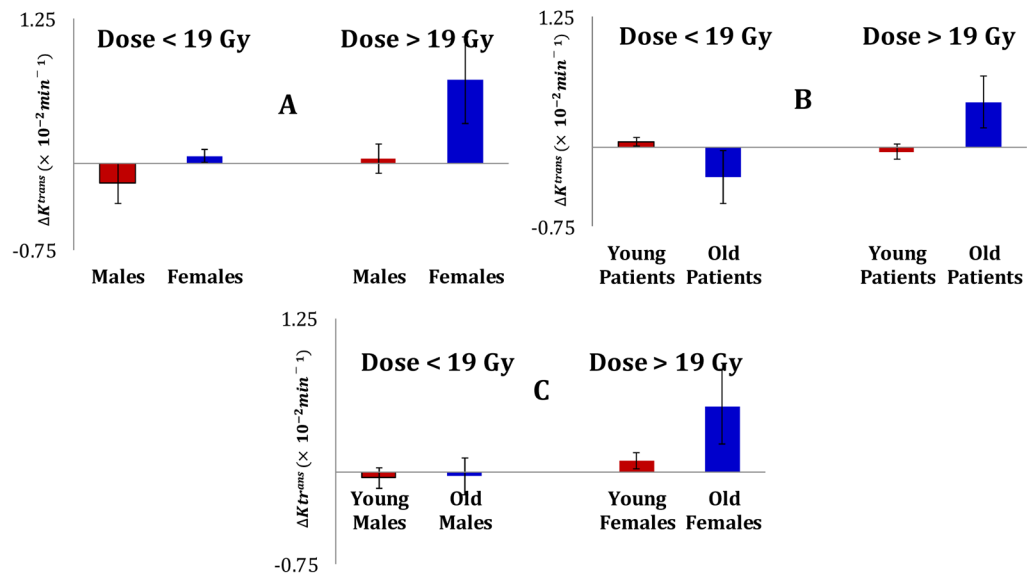 1.25
Dose < 19 Gy
Dose > 19 Gy
A
ΔK^trans (× 10⁻² min⁻¹)
-0.75
Males
Females
Males
Females
1.25
Dose < 19 Gy
Dose > 19 Gy
B
ΔK^trans (× 10⁻² min⁻¹)
-0.75
Young
Patients
Old
Patients
Young
Patients
Old
Patients
1.25
Dose < 19 Gy
Dose > 19 Gy
C
ΔKtr^ans (× 10⁻² min⁻¹)
Young
Males
Old
Males
Young
Females
Old
Females
-0.75